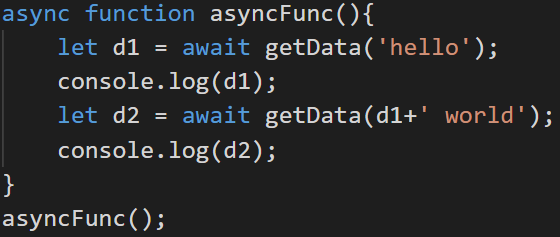 async function asyncFunc(){
    let d1 = await getData('hello');
    console.log(d1);
    let d2 = await getData(d1+' world');
    console.log(d2);
}
asyncFunc();